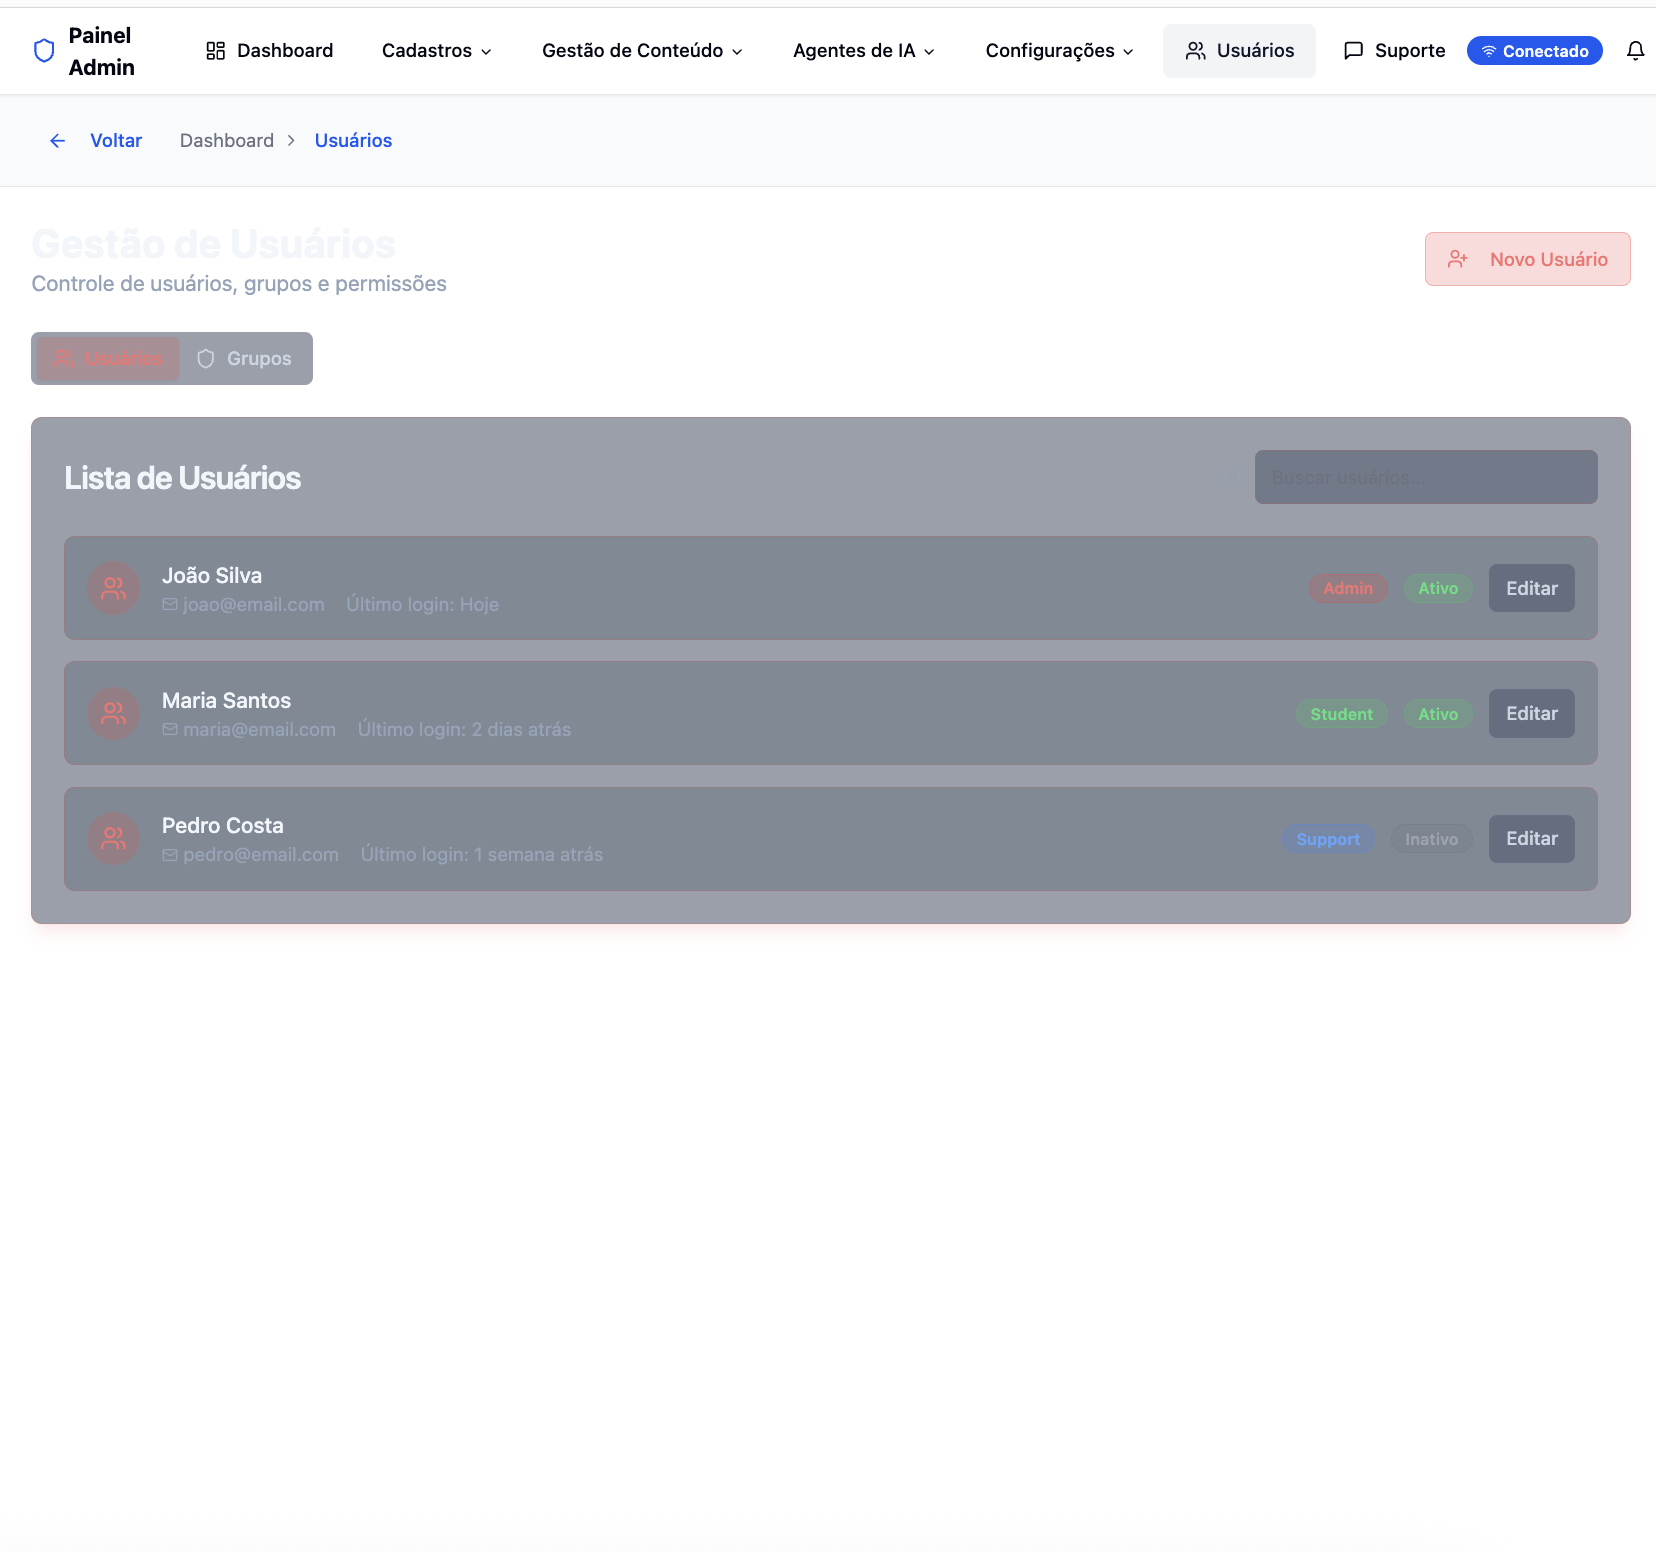 Painel
Admin
Dashboard
Cadastros
Gestão de Conteúdo
Agentes de IA
Configurações
Usuários
Suporte
Conectado
Voltar
Dashboard
Usuários
Gestão de Usuários
Controle de usuários, grupos e permissões
Novo Usuário
Usuários
Grupos
Lista de Usuários
Buscar usuários...
João Silva
joao@email.com Último login: Hoje
Admin
Ativo
Editar
Maria Santos
maria@email.com Último login: 2 dias atrás
Student
Ativo
Editar
Pedro Costa
pedro@email.com Último login: 1 semana atrás
Support
Inativo
Editar